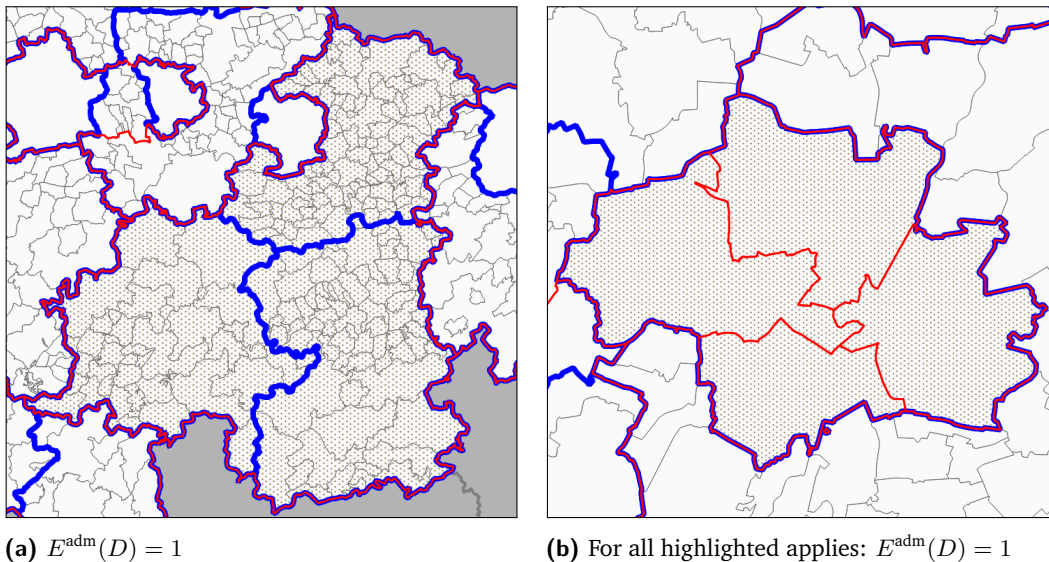 (a) E^adm(D) = 1
(b) For all highlighted applies: E^adm(D) = 1